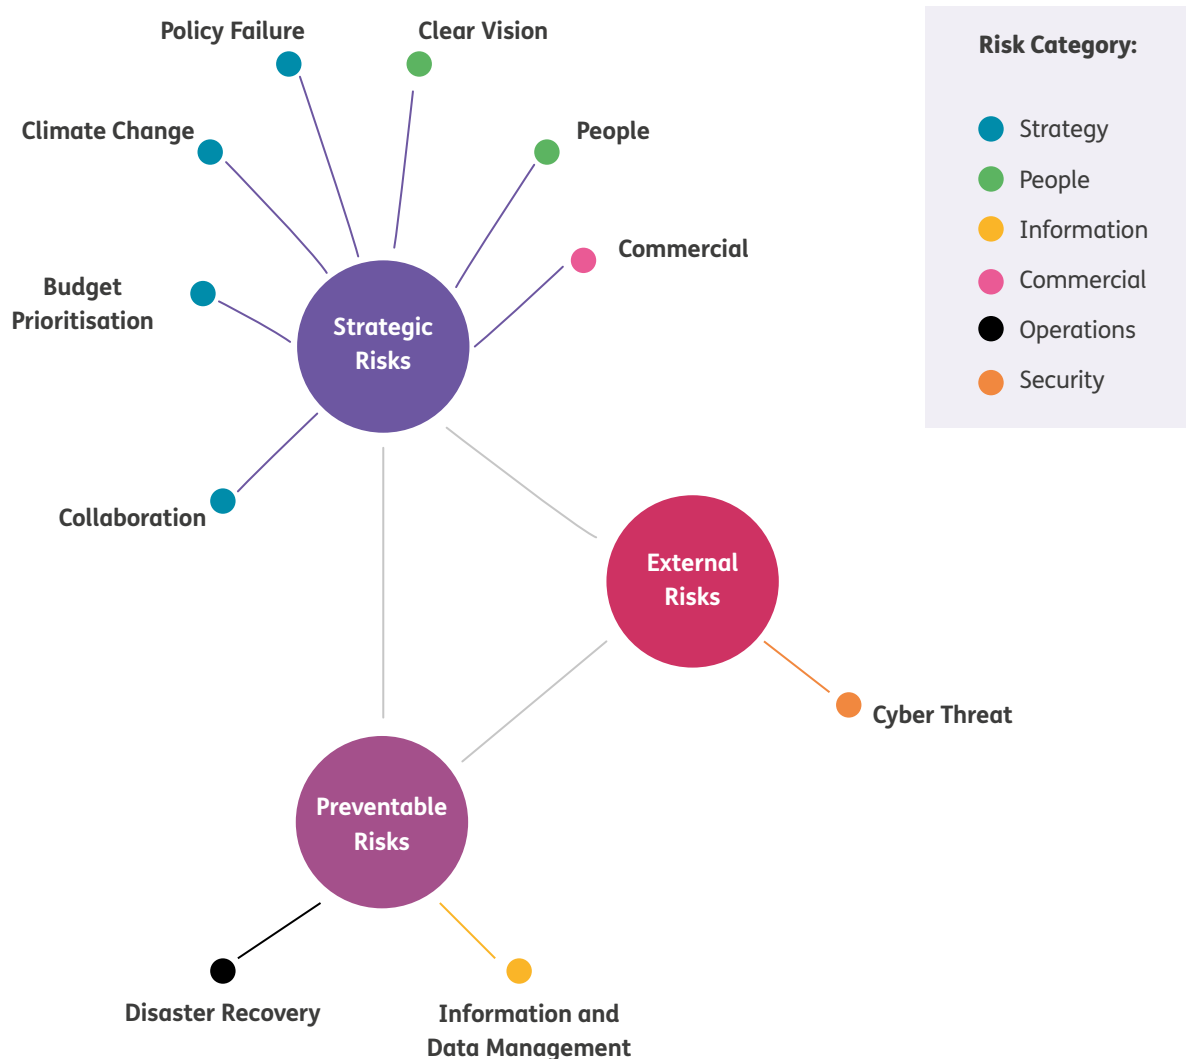 Policy Failure
Clear Vision
Climate Change
People
Commercial
Budget
Prioritisation
Strategic
Risks
Collaboration
External
Risks
Cyber Threat
Preventable
Risks
Disaster Recovery
Information and
Data Management
Risk Category:
Strategy
People
Information
Commercial
Operations
Security